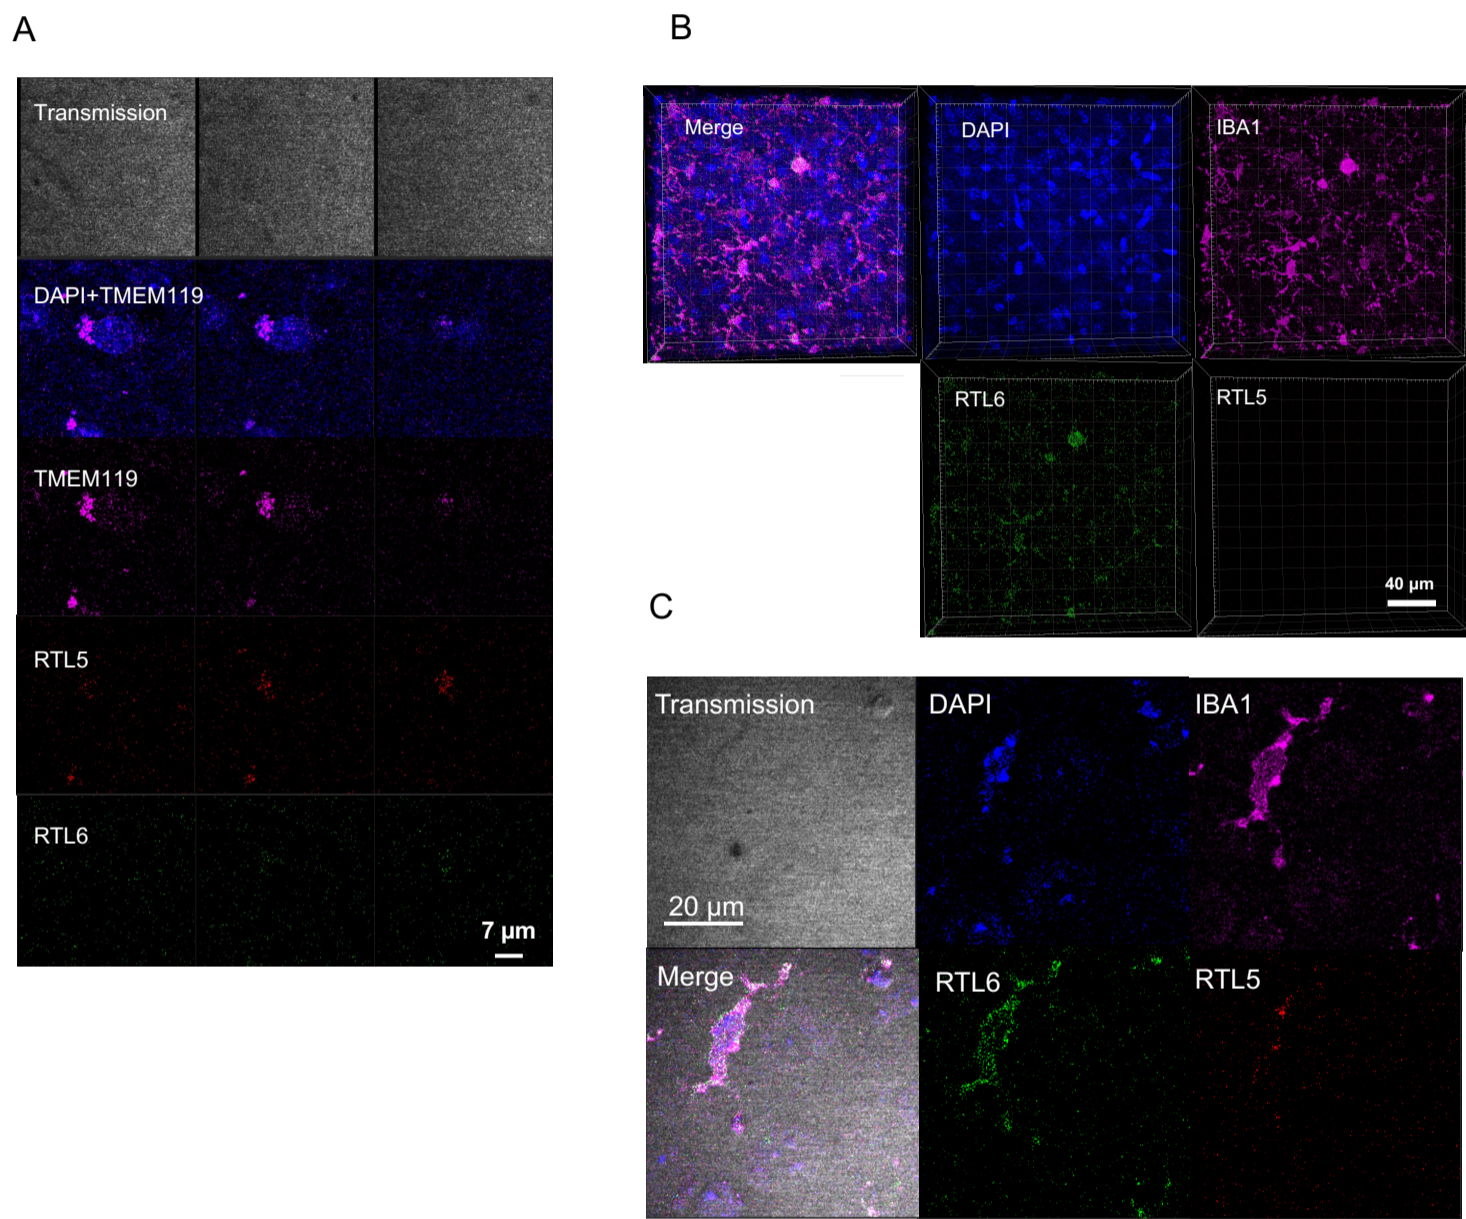 A
Transmission
DAPI+TMEM119
TMEM119
RTL5
RTL6
7 µm
B
Merge
DAPI
IBA1
RTL6
RTL5
40 µm
C
Transmission
DAPI
IBA1
20 µm
Merge
RTL6
RTL5